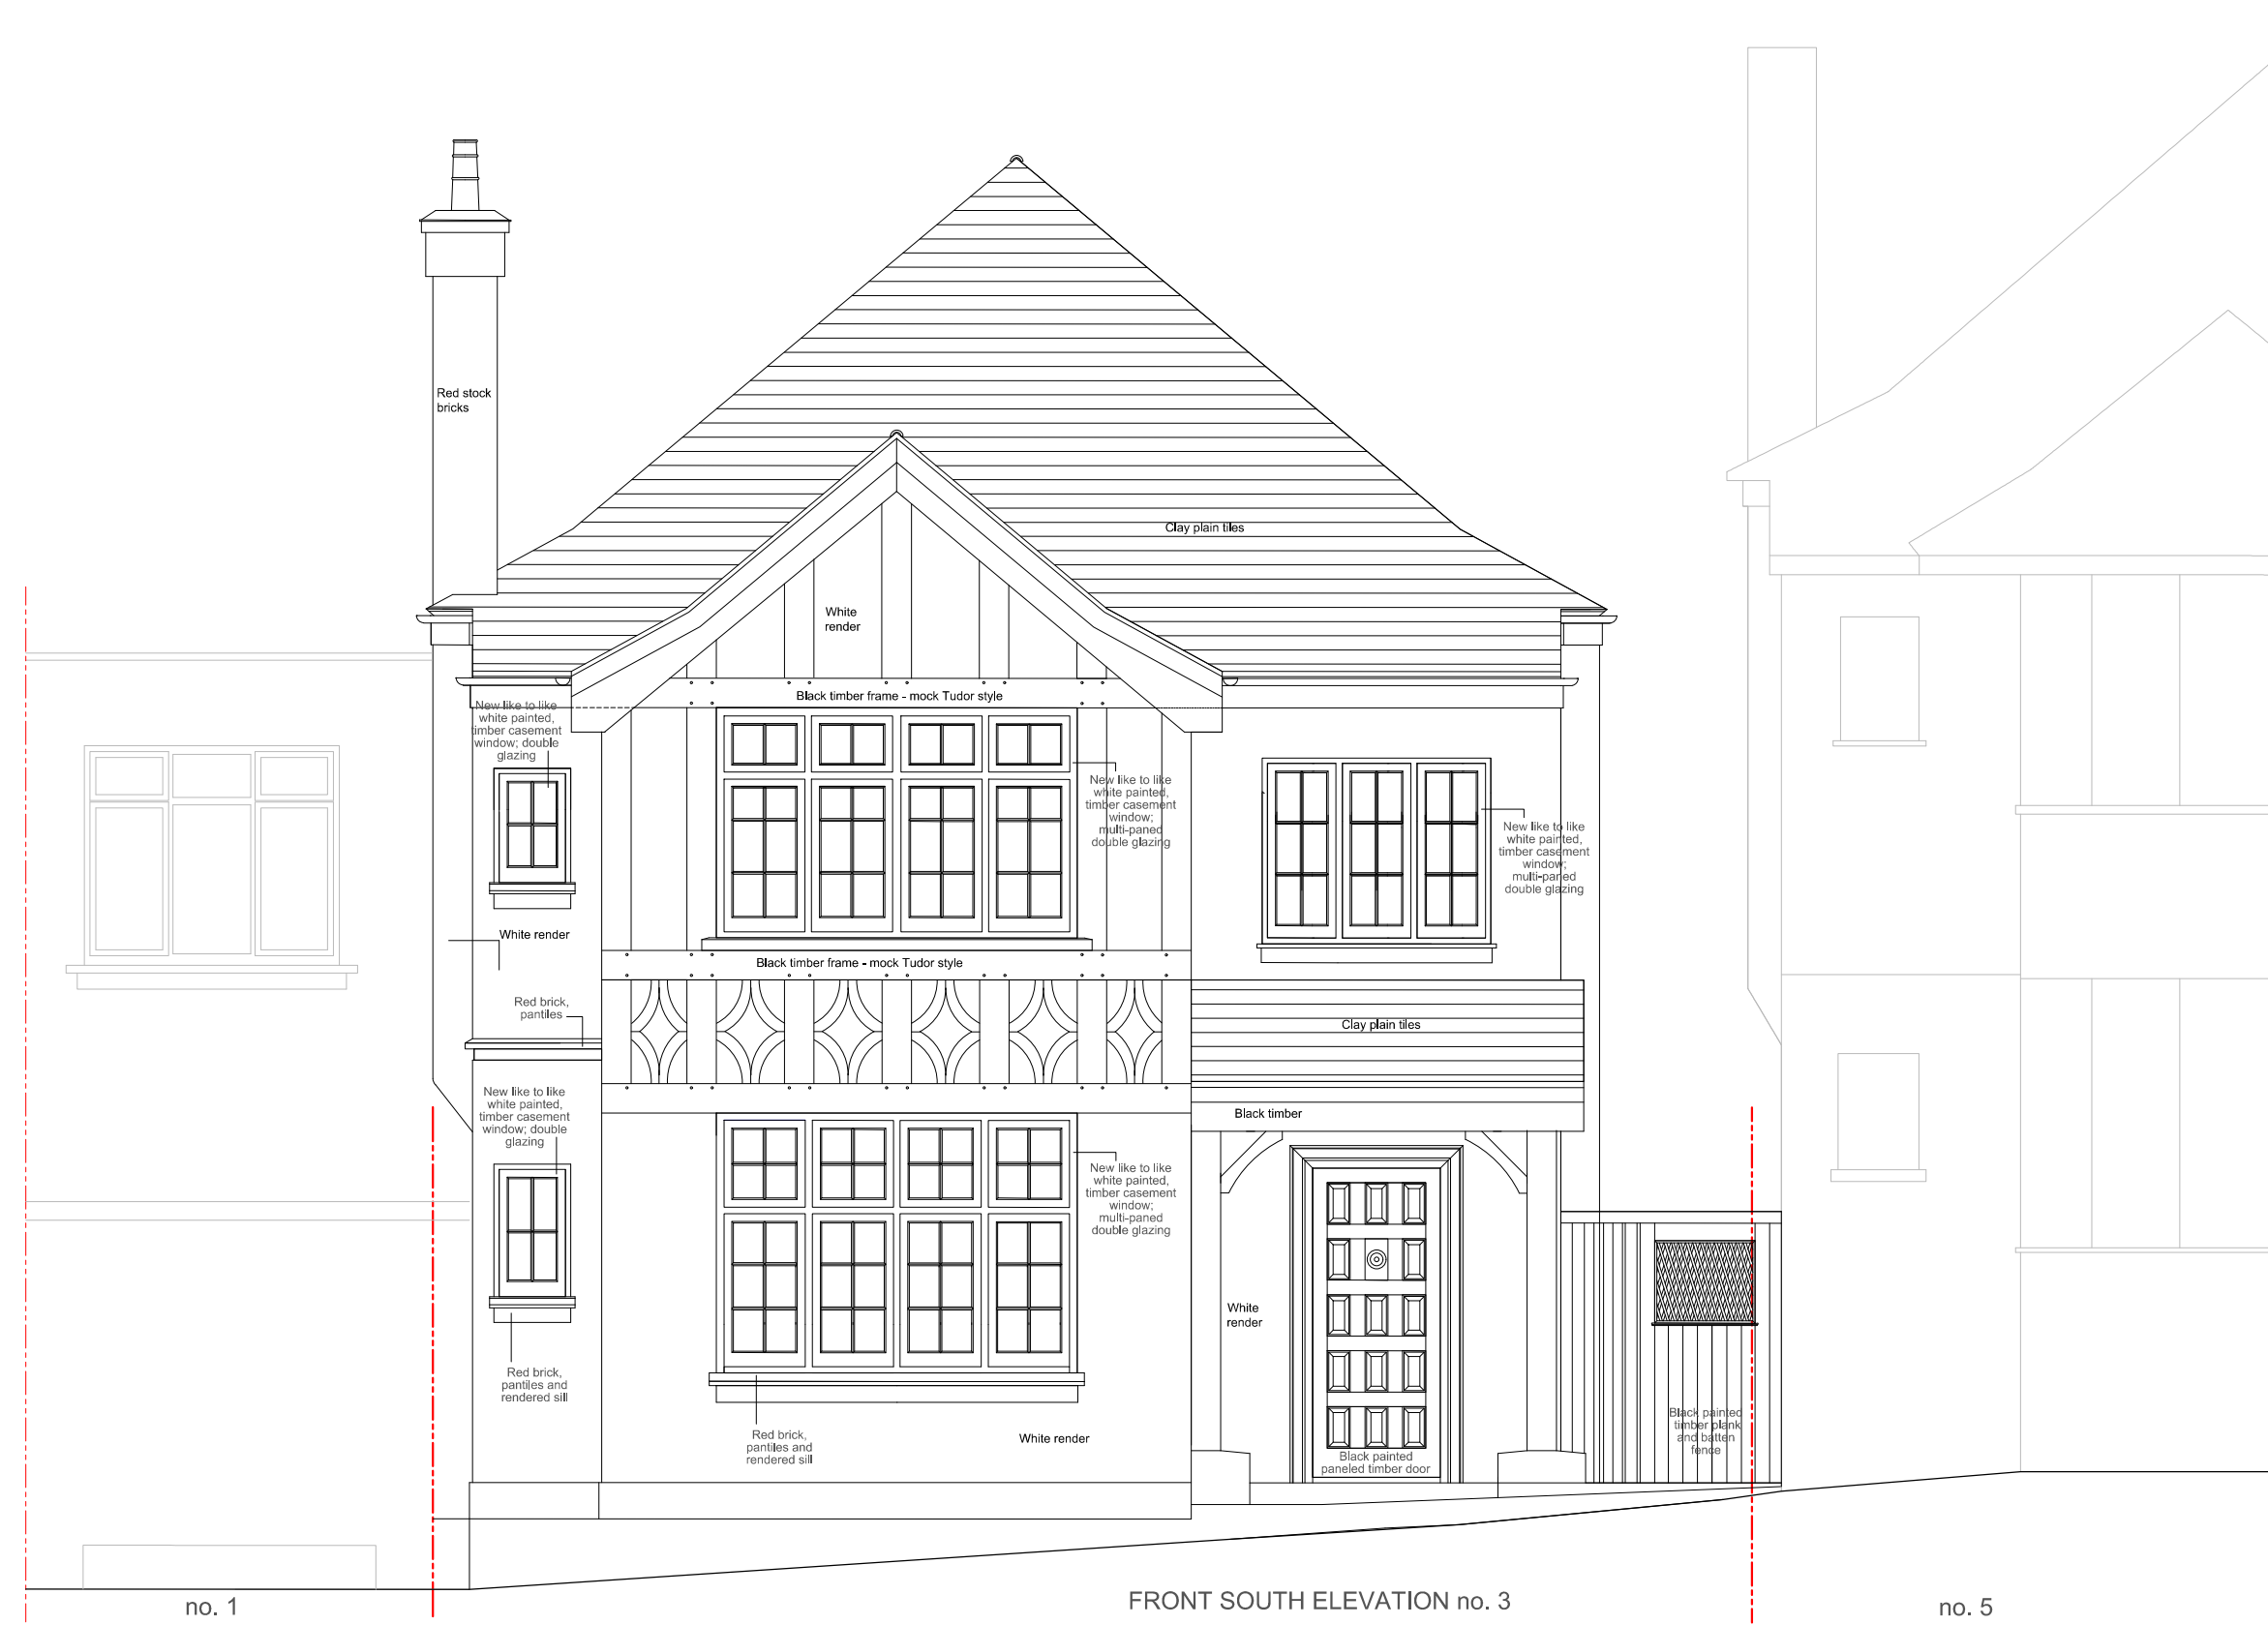 Red stock
bricks
Clay plain tiles
White
render
Black timber frame - mock Tudor style
New like to like
white painted,
timber casement
window; double
glazing
New like to like
white painted,
timber casement
window;
multi-paned
double glazing
New like to like
white painted,
timber casement
window;
multi-paned
double glazing
White render
Black timber frame - mock Tudor style
Red brick,
pantiles
Clay plain tiles
New like to like
white painted,
timber casement
window; double
glazing
Black timber
New like to like
white painted,
timber casement
window;
multi-paned
double glazing
White
render
Red brick,
pantiles and
rendered sill
Red brick,
pantiles and
rendered sill
White render
Black painted
paneled timber door
Black painted
timber plank
and batten
fence
no. 1
FRONT SOUTH ELEVATION no. 3
no. 5